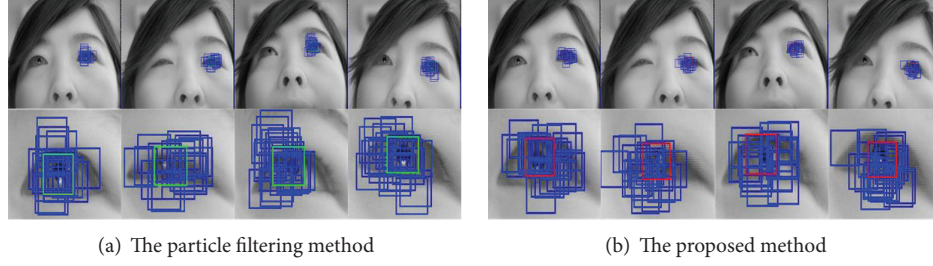 (a) The particle filtering method
(b) The proposed method